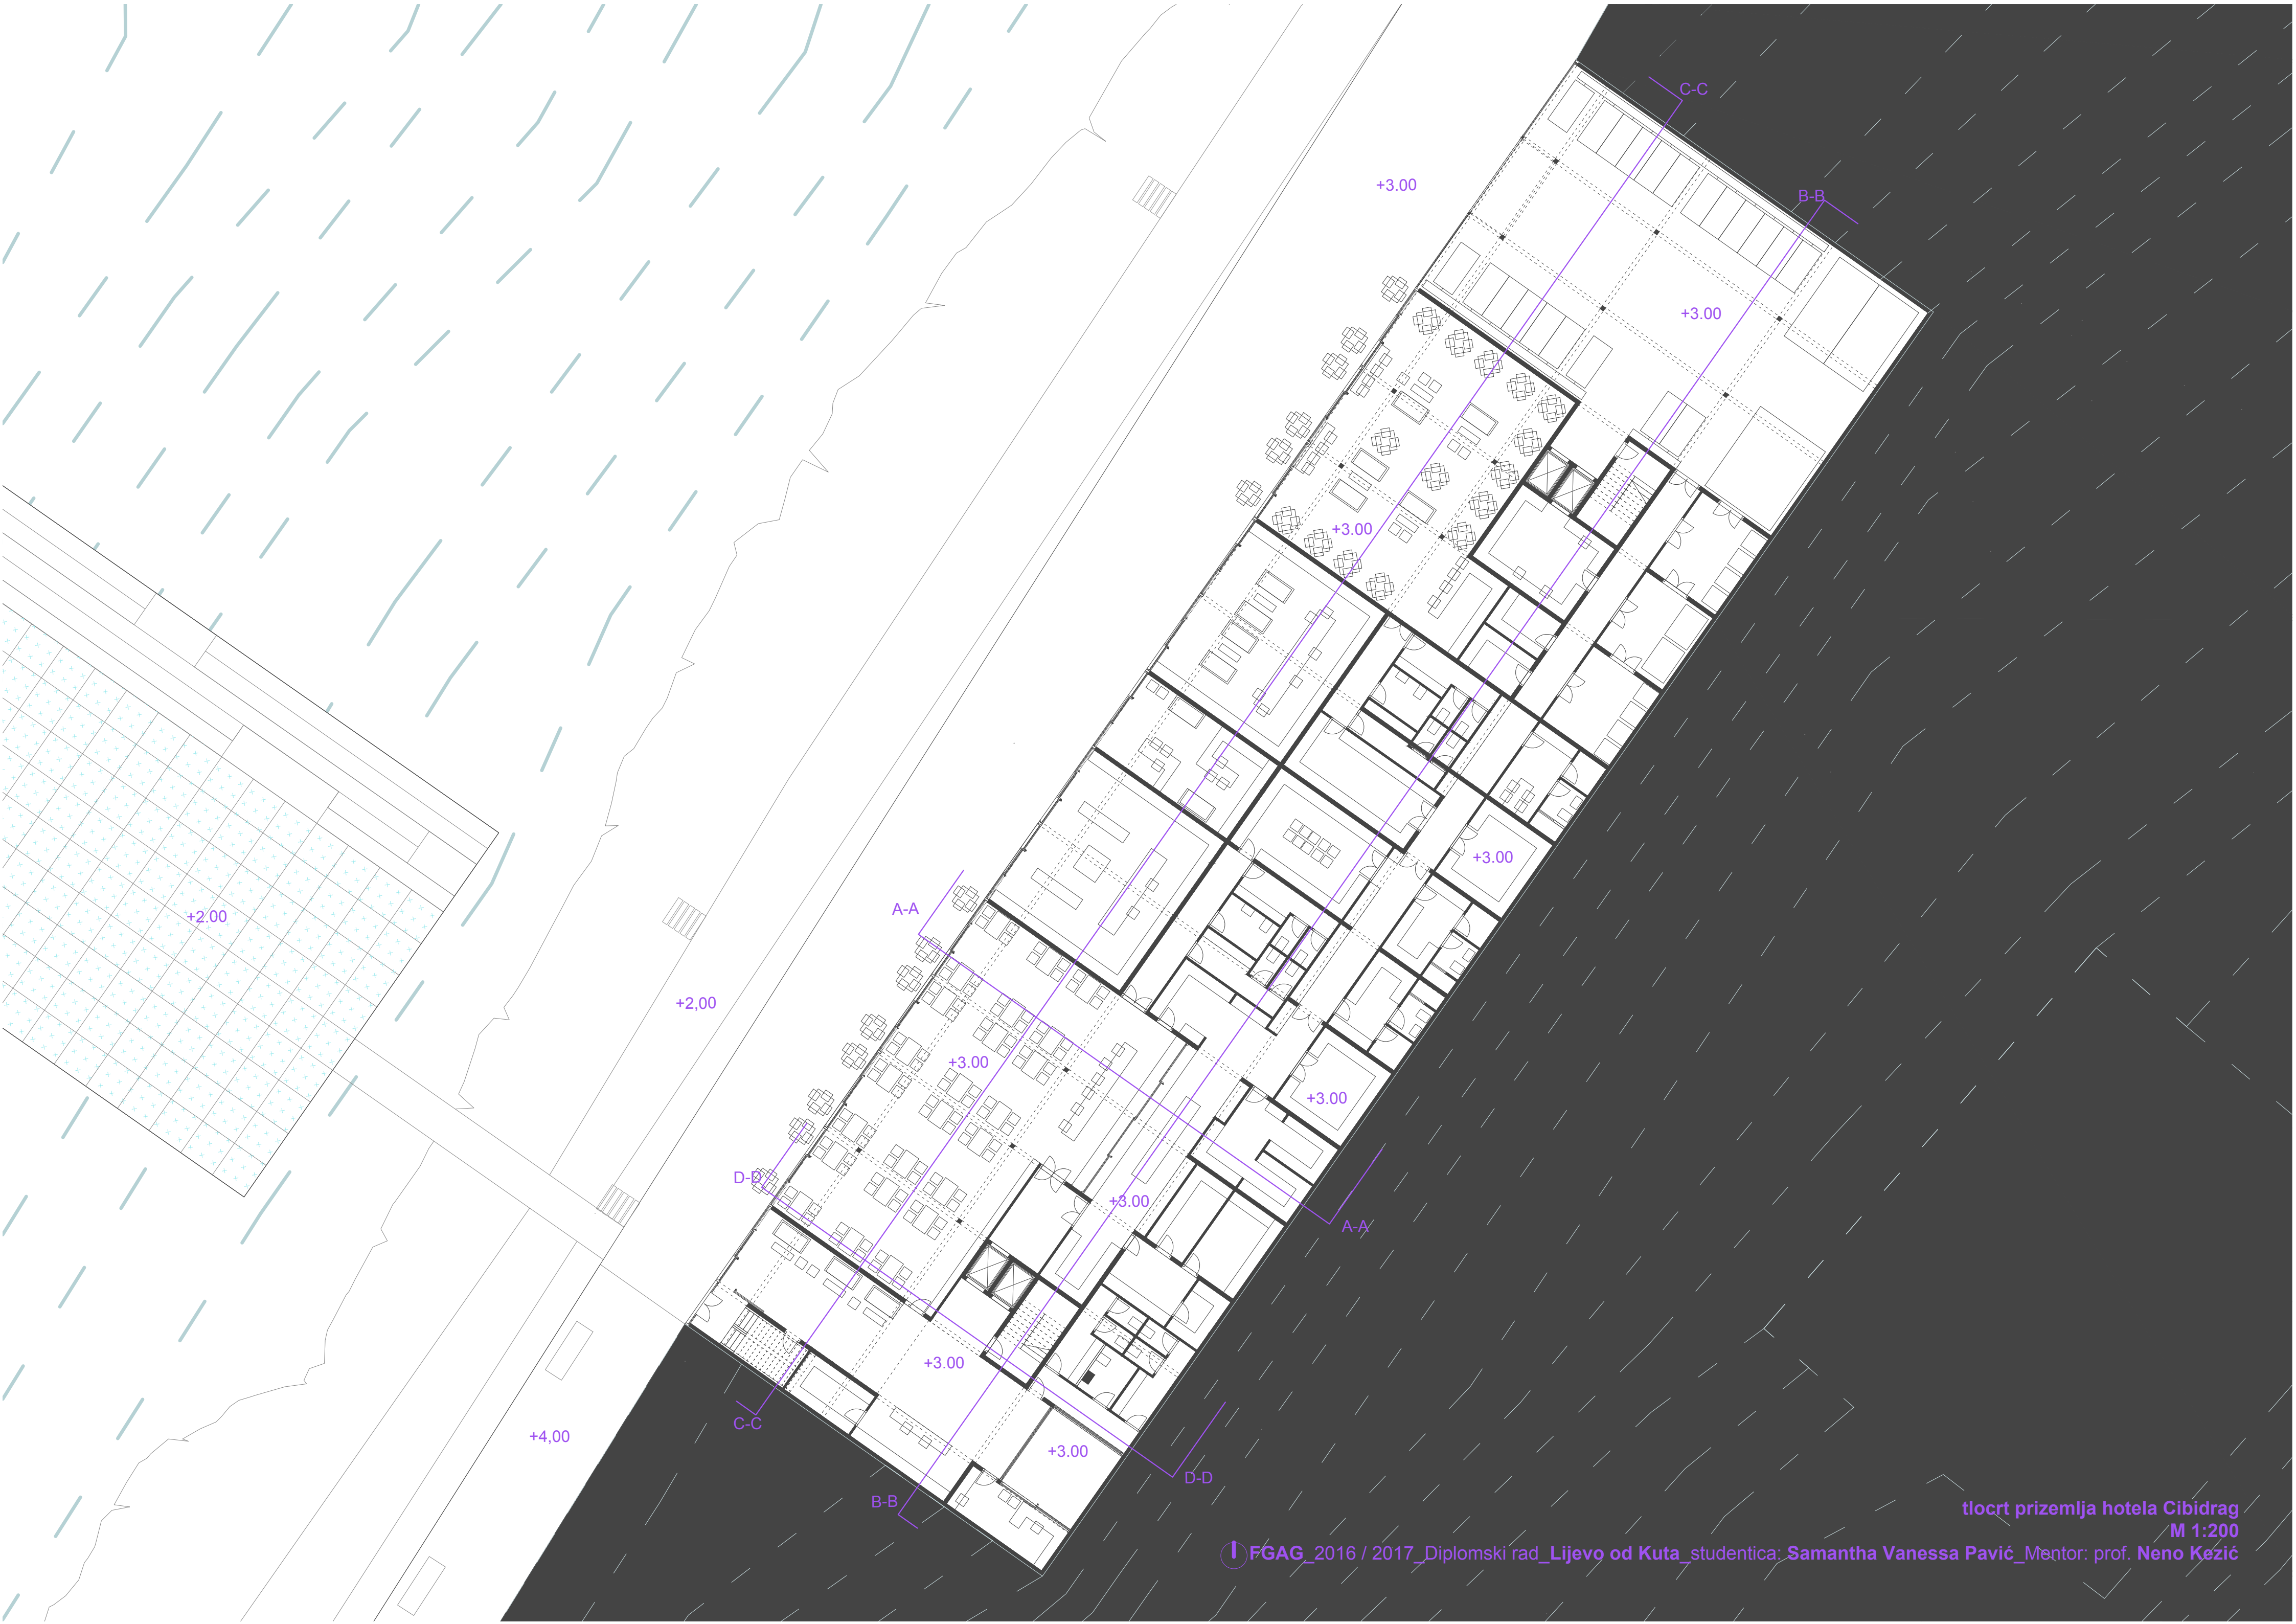 C-C
+3.00
B-B
+3.00
+3.00
+3.00
A-A
+2.00
+2,00
+3.00
+3.00
D-D
+3.00
A-A
+3.00
C-C
+4,00
+3.00
D-D
B-B
tlocrt prizemlja hotela Cibidrag
M 1:200
FGAG_2016 / 2017_Diplomski rad_Lijevo od Kuta_studentica: Samantha Vanessa Pavić_Mentor: prof. Neno Kezić